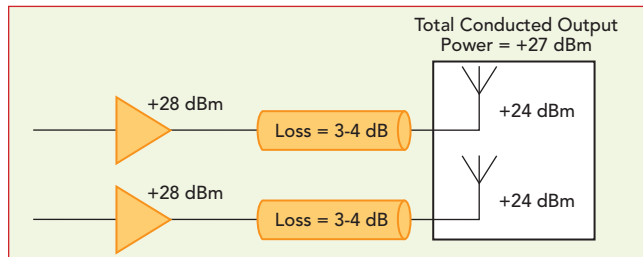 Total Conducted Output
Power = +27 dBm
+28 dBm
Loss = 3-4 dB
+24 dBm
+28 dBm
Loss = 3-4 dB
+24 dBm